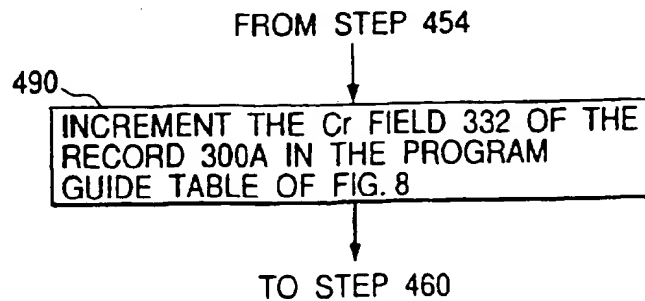 FROM STEP 454
490
INCREMENT THE Cr FIELD 332 OF THE
RECORD 300A IN THE PROGRAM
GUIDE TABLE OF FIG. 8
TO STEP 460